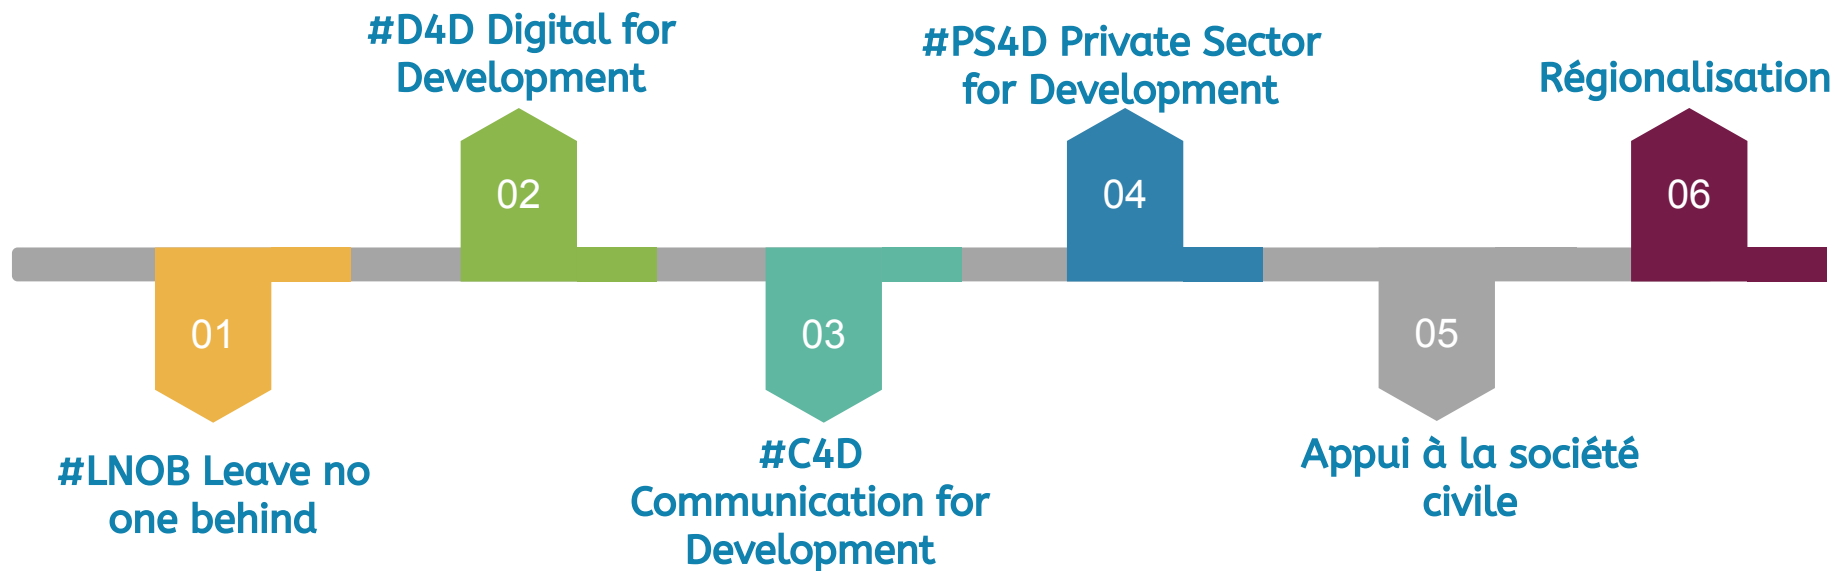 01
#LNOB Leave no
one behind
#D4D Digital for
Development
02
03
#C4D
Communication for
Development
#PS4D Private Sector
for Development
04
05
Appui à la société
civile
Régionalisation
06